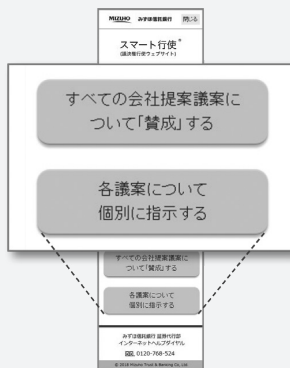 MIZUHO みずほ信託銀行 閉じる
スマート行使®
(議決権行使ウェブサイト)
すべての会社提案議案に
ついて「賛成」する
各議案について
個別に指示する
すべての会社提案議案に
ついて「賛成」する
各議案について
個別に指示する
みずほ信託銀行 証券代行部
インターネットヘルプダイヤル
0120-768-524
© 2018 Mizuho Trust & Banking Co., Ltd.